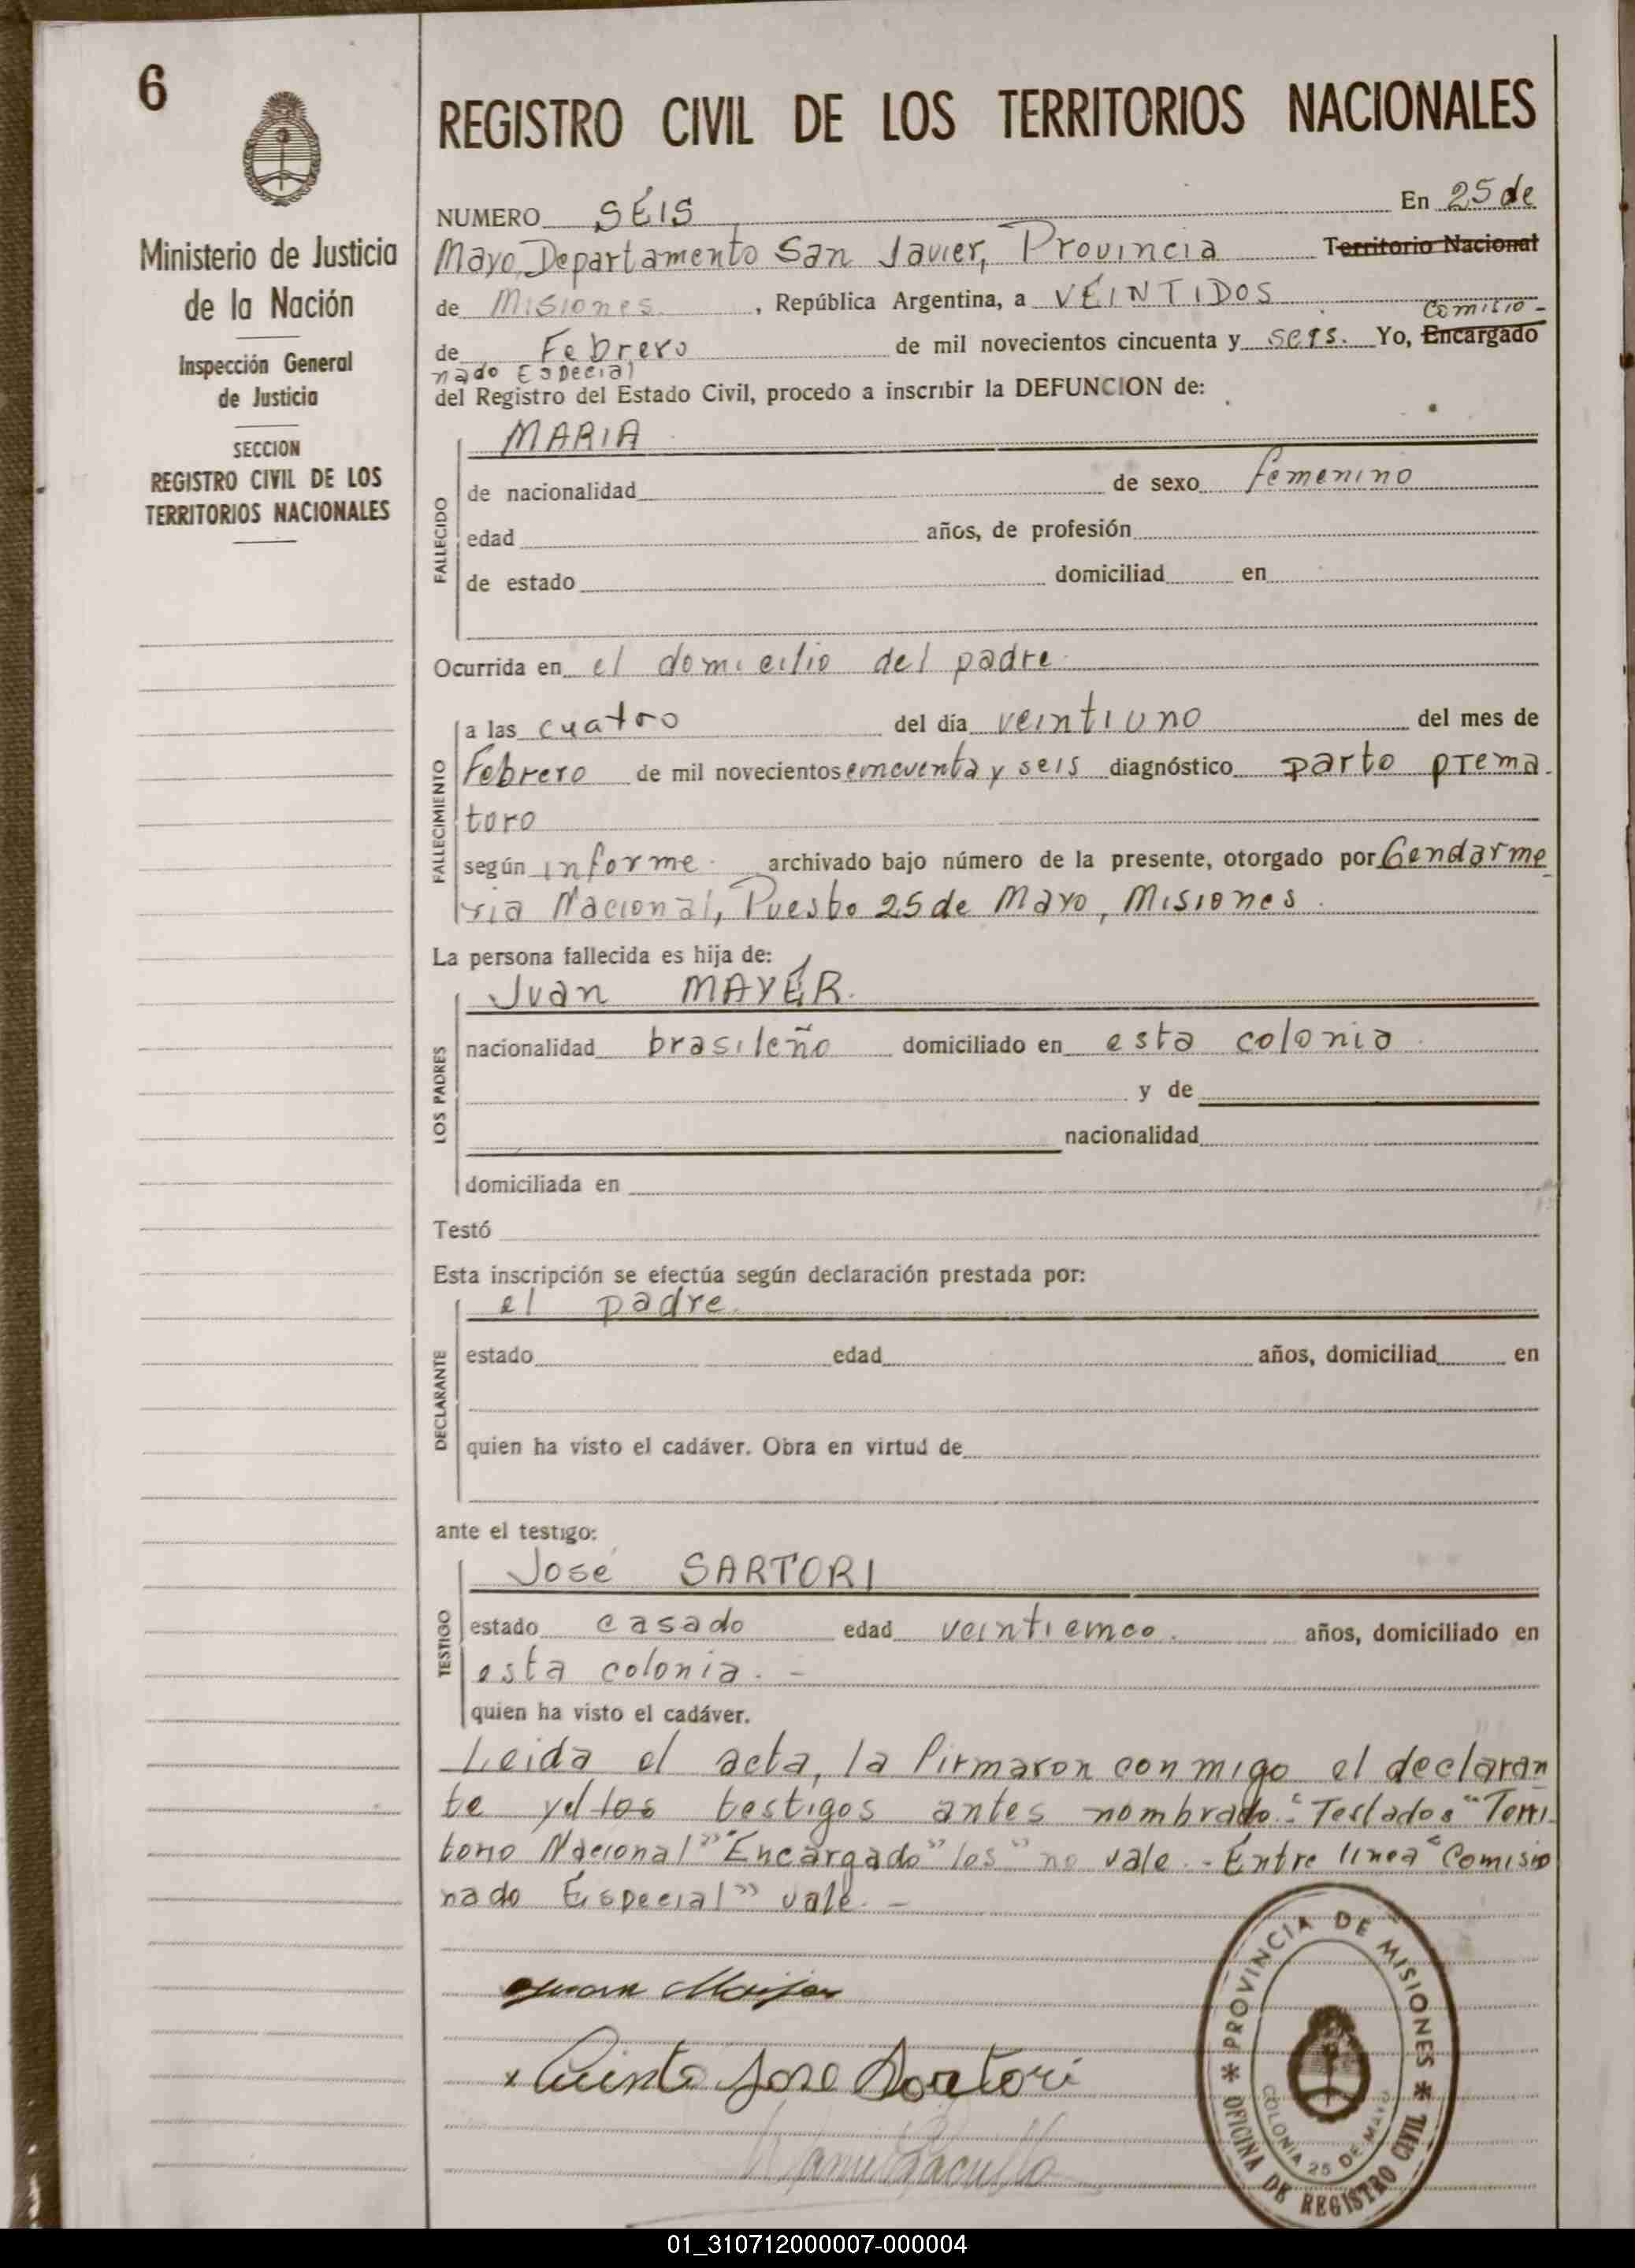 6
Ministerio de Justicia
de la Nación
Inspección General
de Justicia
SECCION
REGISTRO CIVIL DE LOS
TERRITORIOS NACIONALES
REGISTRO CIVIL DE LOS TERRITORIOS NACIONALES
NUMERO SÉIS En 25 de
Mayo, Departamento San Javier, Provincia Territorio Nacional
de Misiones. , República Argentina, a VÉINTIDOS
Comisio-
de Febrero de mil novecientos cincuenta y seis. Yo, Encargado
nado Especial
del Registro del Estado Civil, procedo a inscribir la DEFUNCION de:
MARIA
FALLECIDO
de nacionalidad de sexo femenino
edad años, de profesión
de estado domiciliad en
Ocurrida en el domicilio del padre
FALLECIMIENTO
a las cuatro del día veintiuno del mes de
Febrero de mil novecientos cincuenta y seis diagnóstico parto prema-
turo
según informe archivado bajo número de la presente, otorgado por Gendarme
ria Nacional, Puesto 25 de Mayo, Misiones.
La persona fallecida es hija de:
LOS PADRES
Juan MAYÉR.
nacionalidad brasileño domiciliado en esta colonia
y de
nacionalidad
domiciliada en
Testó
Esta inscripción se efectúa según declaración prestada por:
DECLARANTE
el padre.
estado edad años, domiciliad en
quien ha visto el cadáver. Obra en virtud de
ante el testigo:
TESTIGO
José SARTORI
estado casado edad veinticinco. años, domiciliado en
esta colonia. -
quien ha visto el cadáver.
Leida el acta, la firmaron conmigo el declaran
te y el los testigos antes nombrado. Testados "Terri-
torio Nacional" "Encargado" "los" no vale. - Entre linea "Comisio
nado Especial" vale. -
Juan
Quinto Jose Sartori
PROVINCIA DE MISIONES
COLONIA 25 DE MAYO
OFICINA DE REGISTRO CIVIL
01_310712000007-000004